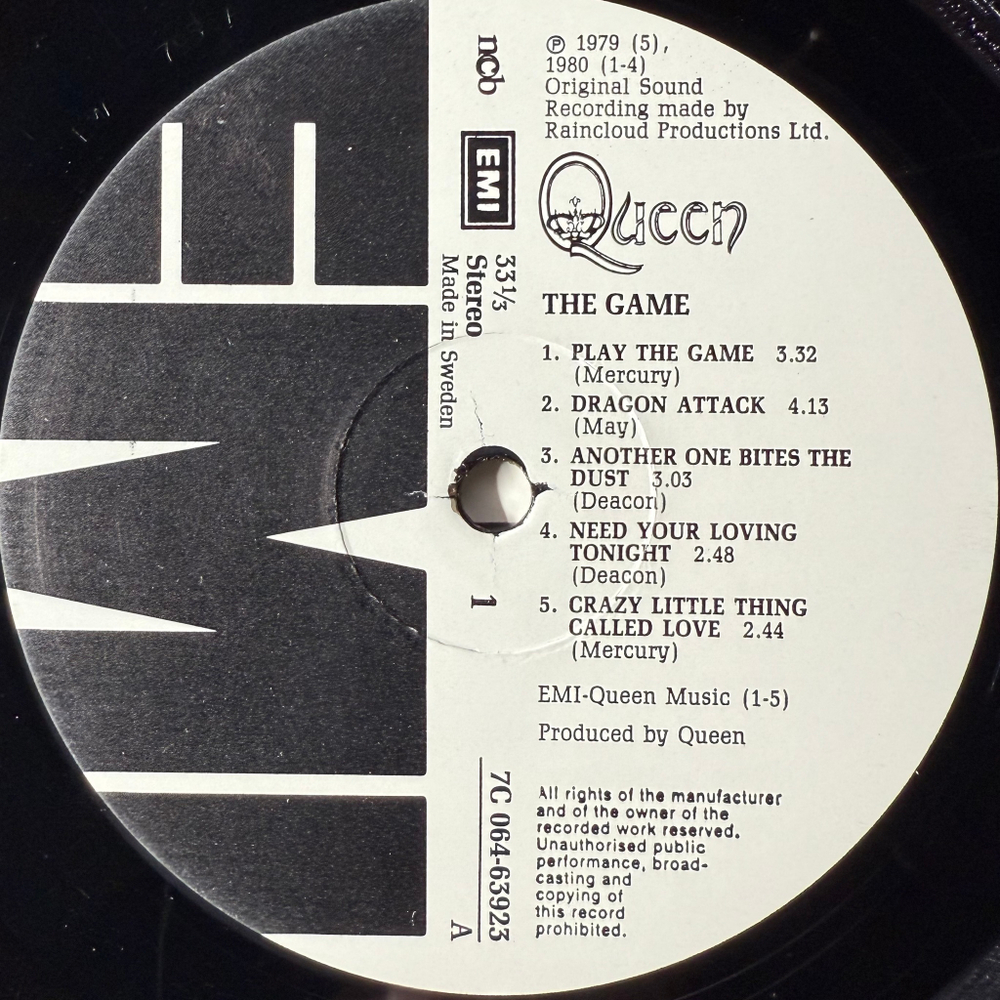 ncb
EMI
33⅓
Stereo
Made in Sweden
1
7C 064-63923
A
℗ 1979 (5),
1980 (1-4)
Original Sound
Recording made by
Raincloud Productions Ltd.
Queen
THE GAME
1. PLAY THE GAME 3.32
(Mercury)
2. DRAGON ATTACK 4.13
(May)
3. ANOTHER ONE BITES THE
DUST 3.03
(Deacon)
4. NEED YOUR LOVING
TONIGHT 2.48
(Deacon)
5. CRAZY LITTLE THING
CALLED LOVE 2.44
(Mercury)
EMI-Queen Music (1-5)
Produced by Queen
All rights of the manufacturer
and of the owner of the
recorded work reserved.
Unauthorised public
performance, broad-
casting and
copying of
this record
prohibited.